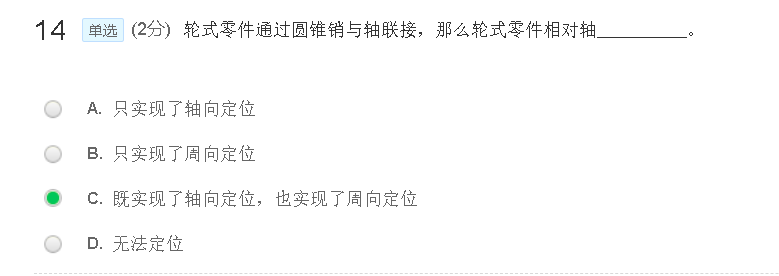 14 单选 (2分) 轮式零件通过圆锥销与轴联接，那么轮式零件相对轴__________。
A. 只实现了轴向定位
B. 只实现了周向定位
C. 既实现了轴向定位，也实现了周向定位
D. 无法定位